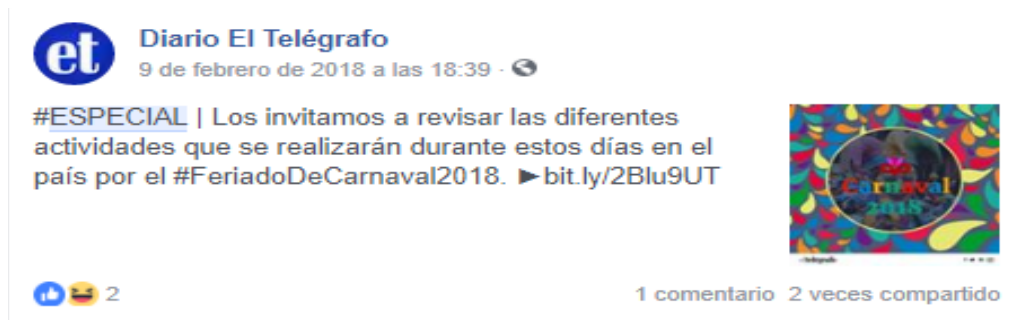 et
Diario El Telégrafo
9 de febrero de 2018 a las 18:39 ·
#ESPECIAL | Los invitamos a revisar las diferentes
actividades que se realizarán durante estos días en el
país por el #FeriadoDeCarnaval2018. ►bit.ly/2Blu9UT
Carnaval
2018
2
1 comentario 2 veces compartido